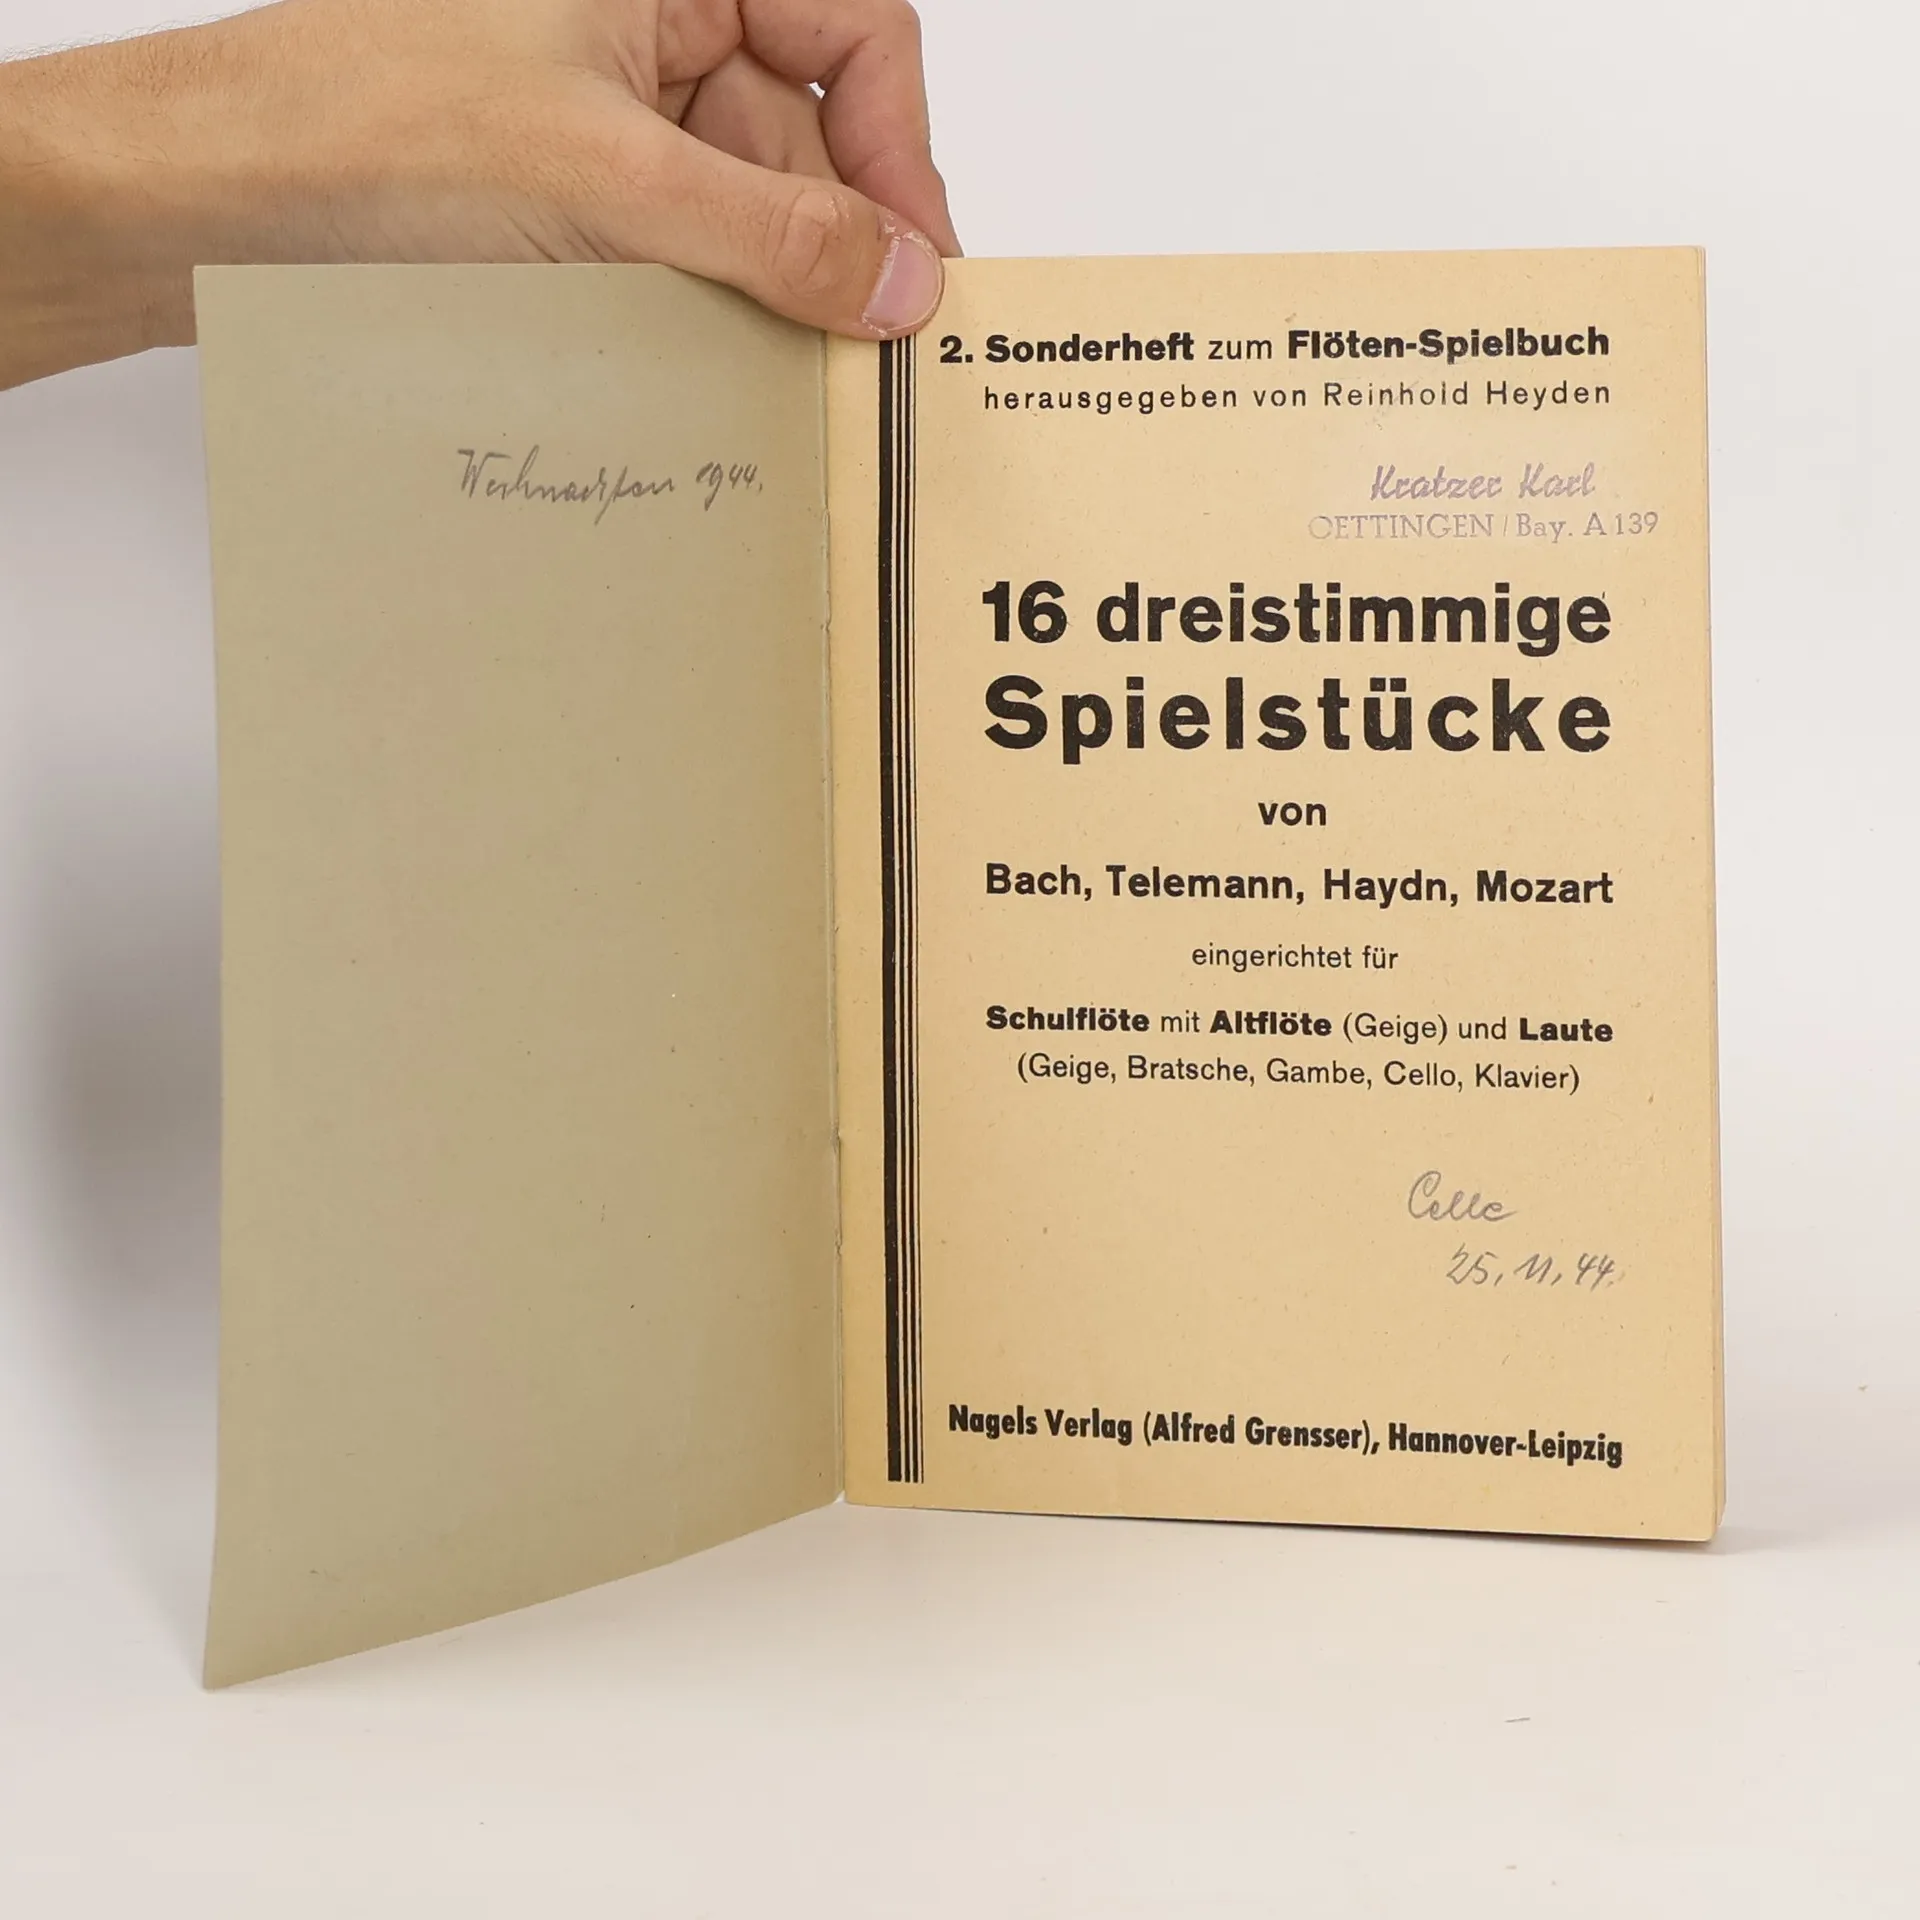 Weihnachten 1944.
2. Sonderheft zum Flöten-Spielbuch
herausgegeben von Reinhold Heyden
Kratzer Karl
OETTINGEN / Bay. A 139
16 dreistimmige
Spielstücke
von
Bach, Telemann, Haydn, Mozart
eingerichtet für
Schulflöte mit Altflöte (Geige) und Laute
(Geige, Bratsche, Gambe, Cello, Klavier)
Celle
25. 11. 44.
Nagels Verlag (Alfred Grensser), Hannover-Leipzig